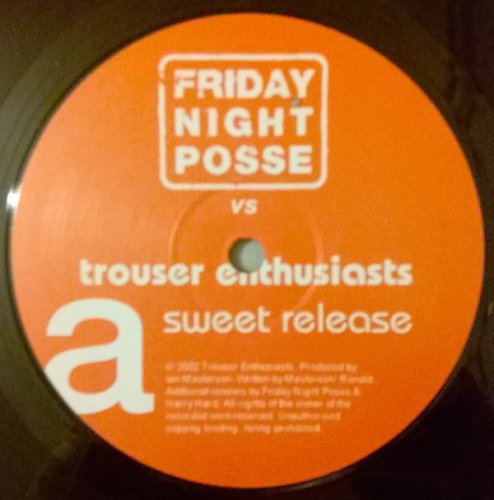 FRIDAY
NIGHT
POSSE
vs
trouser enthusiasts
a
sweet release
℗ 2002 Trouser Enthusiasts. Produced by
Ian Masterson. Written by Masterson. Ronald.
Additional remixes by Friday Night Posse &
Harry Hard. All rights of the owner of the
recorded work reserved. Unauthorised
copying, lending, hiring prohibited.